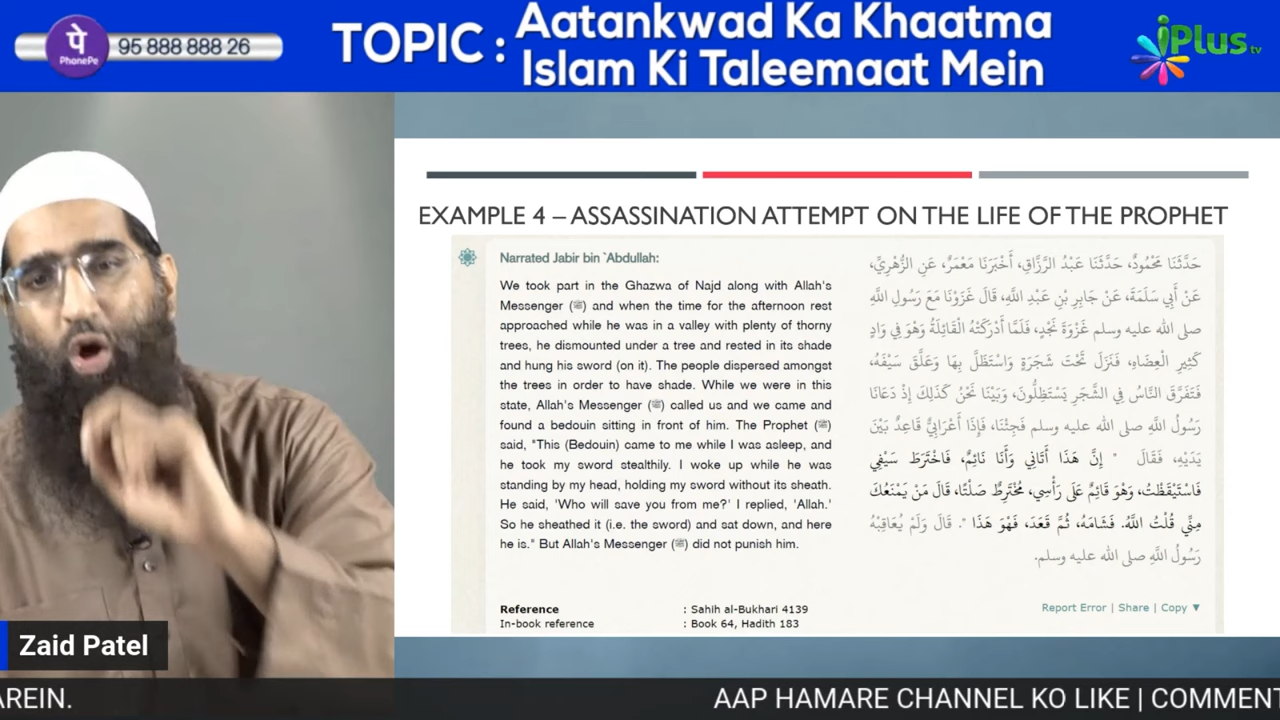 पे
PhonePe
95 888 888 26
TOPIC :
Aatankwad Ka Khaatma
Islam Ki Taleemaat Mein
iPlus tv
EXAMPLE 4 – ASSASSINATION ATTEMPT ON THE LIFE OF THE PROPHET
Narrated Jabir bin `Abdullah:
We took part in the Ghazwa of Najd along with Allah's
Messenger (ﷺ) and when the time for the afternoon rest
approached while he was in a valley with plenty of thorny
trees, he dismounted under a tree and rested in its shade
and hung his sword (on it). The people dispersed amongst
the trees in order to have shade. While we were in this
state, Allah's Messenger (ﷺ) called us and we came and
found a bedouin sitting in front of him. The Prophet (ﷺ)
said, "This (Bedouin) came to me while I was asleep, and
he took my sword stealthily. I woke up while he was
standing by my head, holding my sword without its sheath.
He said, 'Who will save you from me?' I replied, 'Allah.'
So he sheathed it (i.e. the sword) and sat down, and here
he is." But Allah's Messenger (ﷺ) did not punish him.
حَدَّثَنَا مَحْمُودٌ، حَدَّثَنَا عَبْدُ الرَّزَّاقِ، أَخْبَرَنَا مَعْمَرٌ، عَنِ الزُّهْرِيِّ،
عَنْ أَبِي سَلَمَةَ، عَنْ جَابِرِ بْنِ عَبْدِ اللَّهِ، قَالَ غَزَوْنَا مَعَ رَسُولِ اللَّهِ
صلى الله عليه وسلم غَزْوَةَ نَجْدٍ، فَلَمَّا أَدْرَكَتْهُ الْقَائِلَةُ وَهْوَ فِي وَادٍ
كَثِيرِ الْعِضَاهِ، فَنَزَلَ تَحْتَ شَجَرَةٍ وَاسْتَظَلَّ بِهَا وَعَلَّقَ سَيْفَهُ،
فَتَفَرَّقَ النَّاسُ فِي الشَّجَرِ يَسْتَظِلُّونَ، وَبَيْنَا نَحْنُ كَذَلِكَ إِذْ دَعَانَا
رَسُولُ اللَّهِ صلى الله عليه وسلم فَجِئْنَا، فَإِذَا أَعْرَابِيٌّ قَاعِدٌ بَيْنَ
يَدَيْهِ، فَقَالَ " إِنَّ هَذَا أَتَانِي وَأَنَا نَائِمٌ، فَاخْتَرَطَ سَيْفِي
فَاسْتَيْقَظْتُ، وَهْوَ قَائِمٌ عَلَى رَأْسِي، مُخْتَرِطٌ صَلْتًا، قَالَ مَنْ يَمْنَعُكَ
مِنِّي قُلْتُ اللَّهُ. فَشَامَهُ، ثُمَّ قَعَدَ، فَهْوَ هَذَا ". قَالَ وَلَمْ يُعَاقِبْهُ
رَسُولُ اللَّهِ صلى الله عليه وسلم.
Reference : Sahih al-Bukhari 4139
In-book reference : Book 64, Hadith 183
Report Error | Share | Copy ▼
Zaid Patel
AREIN. AAP HAMARE CHANNEL KO LIKE | COMMENT